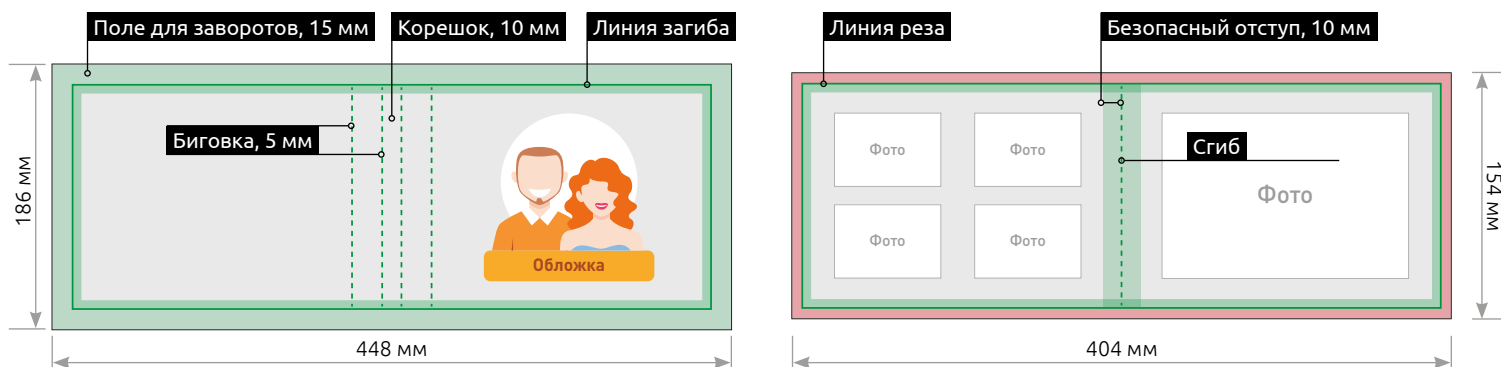 Поле для заворотов, 15 мм
Корешок, 10 мм
Линия загиба
Биговка, 5 мм
186 мм
Обложка
448 мм
Линия реза
Безопасный отступ, 10 мм
Фото
Фото
Сгиб
Фото
Фото
Фото
154 мм
404 мм